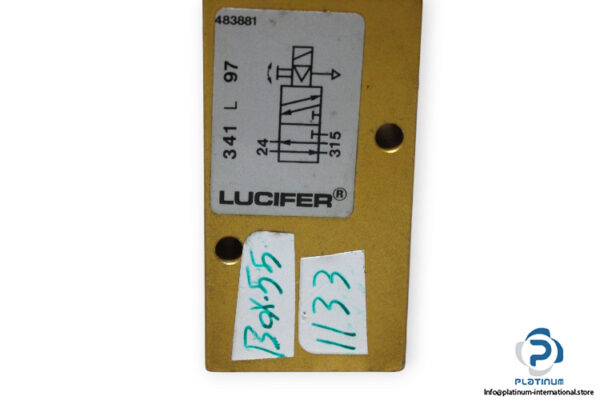 483881
341 L 97
24
315
LUCIFER®
Box.55.
1133
PLATINUM
Info@platinum-international.store